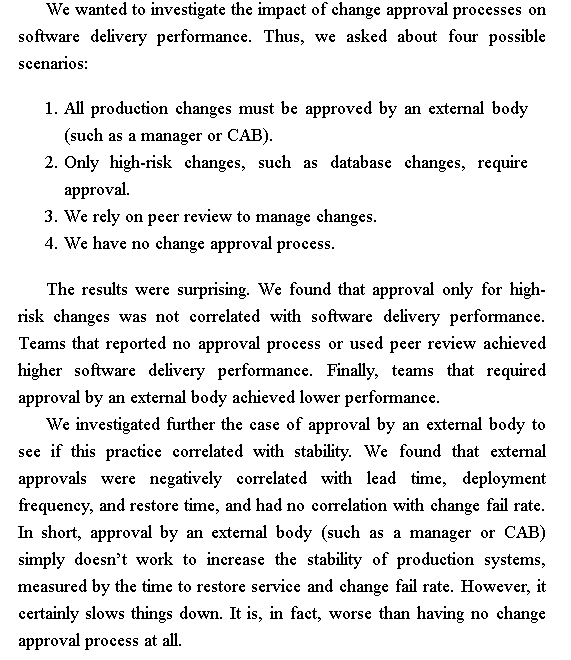 We wanted to investigate the impact of change approval processes on
software delivery performance. Thus, we asked about four possible
scenarios:
1. All production changes must be approved by an external body
(such as a manager or CAB).
2. Only high-risk changes, such as database changes, require
approval.
3. We rely on peer review to manage changes.
4. We have no change approval process.
The results were surprising. We found that approval only for high-
risk changes was not correlated with software delivery performance.
Teams that reported no approval process or used peer review achieved
higher software delivery performance. Finally, teams that required
approval by an external body achieved lower performance.
We investigated further the case of approval by an external body to
see if this practice correlated with stability. We found that external
approvals were negatively correlated with lead time, deployment
frequency, and restore time, and had no correlation with change fail rate.
In short, approval by an external body (such as a manager or CAB)
simply doesn’t work to increase the stability of production systems,
measured by the time to restore service and change fail rate. However, it
certainly slows things down. It is, in fact, worse than having no change
approval process at all.